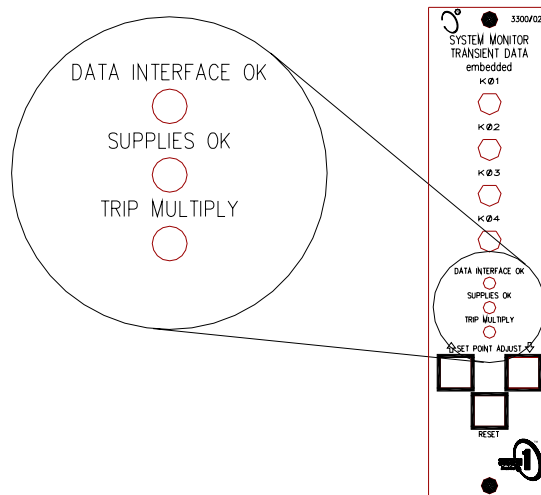 DATA INTERFACE OK
SUPPLIES OK
TRIP MULTIPLY
3300/02
SYSTEM MONITOR
TRANSIENT DATA
embedded
KØ1
KØ2
KØ3
KØ4
DATA INTERFACE OK
SUPPLIES OK
TRIP MULTIPLY
SET POINT ADJUST
RESET
1